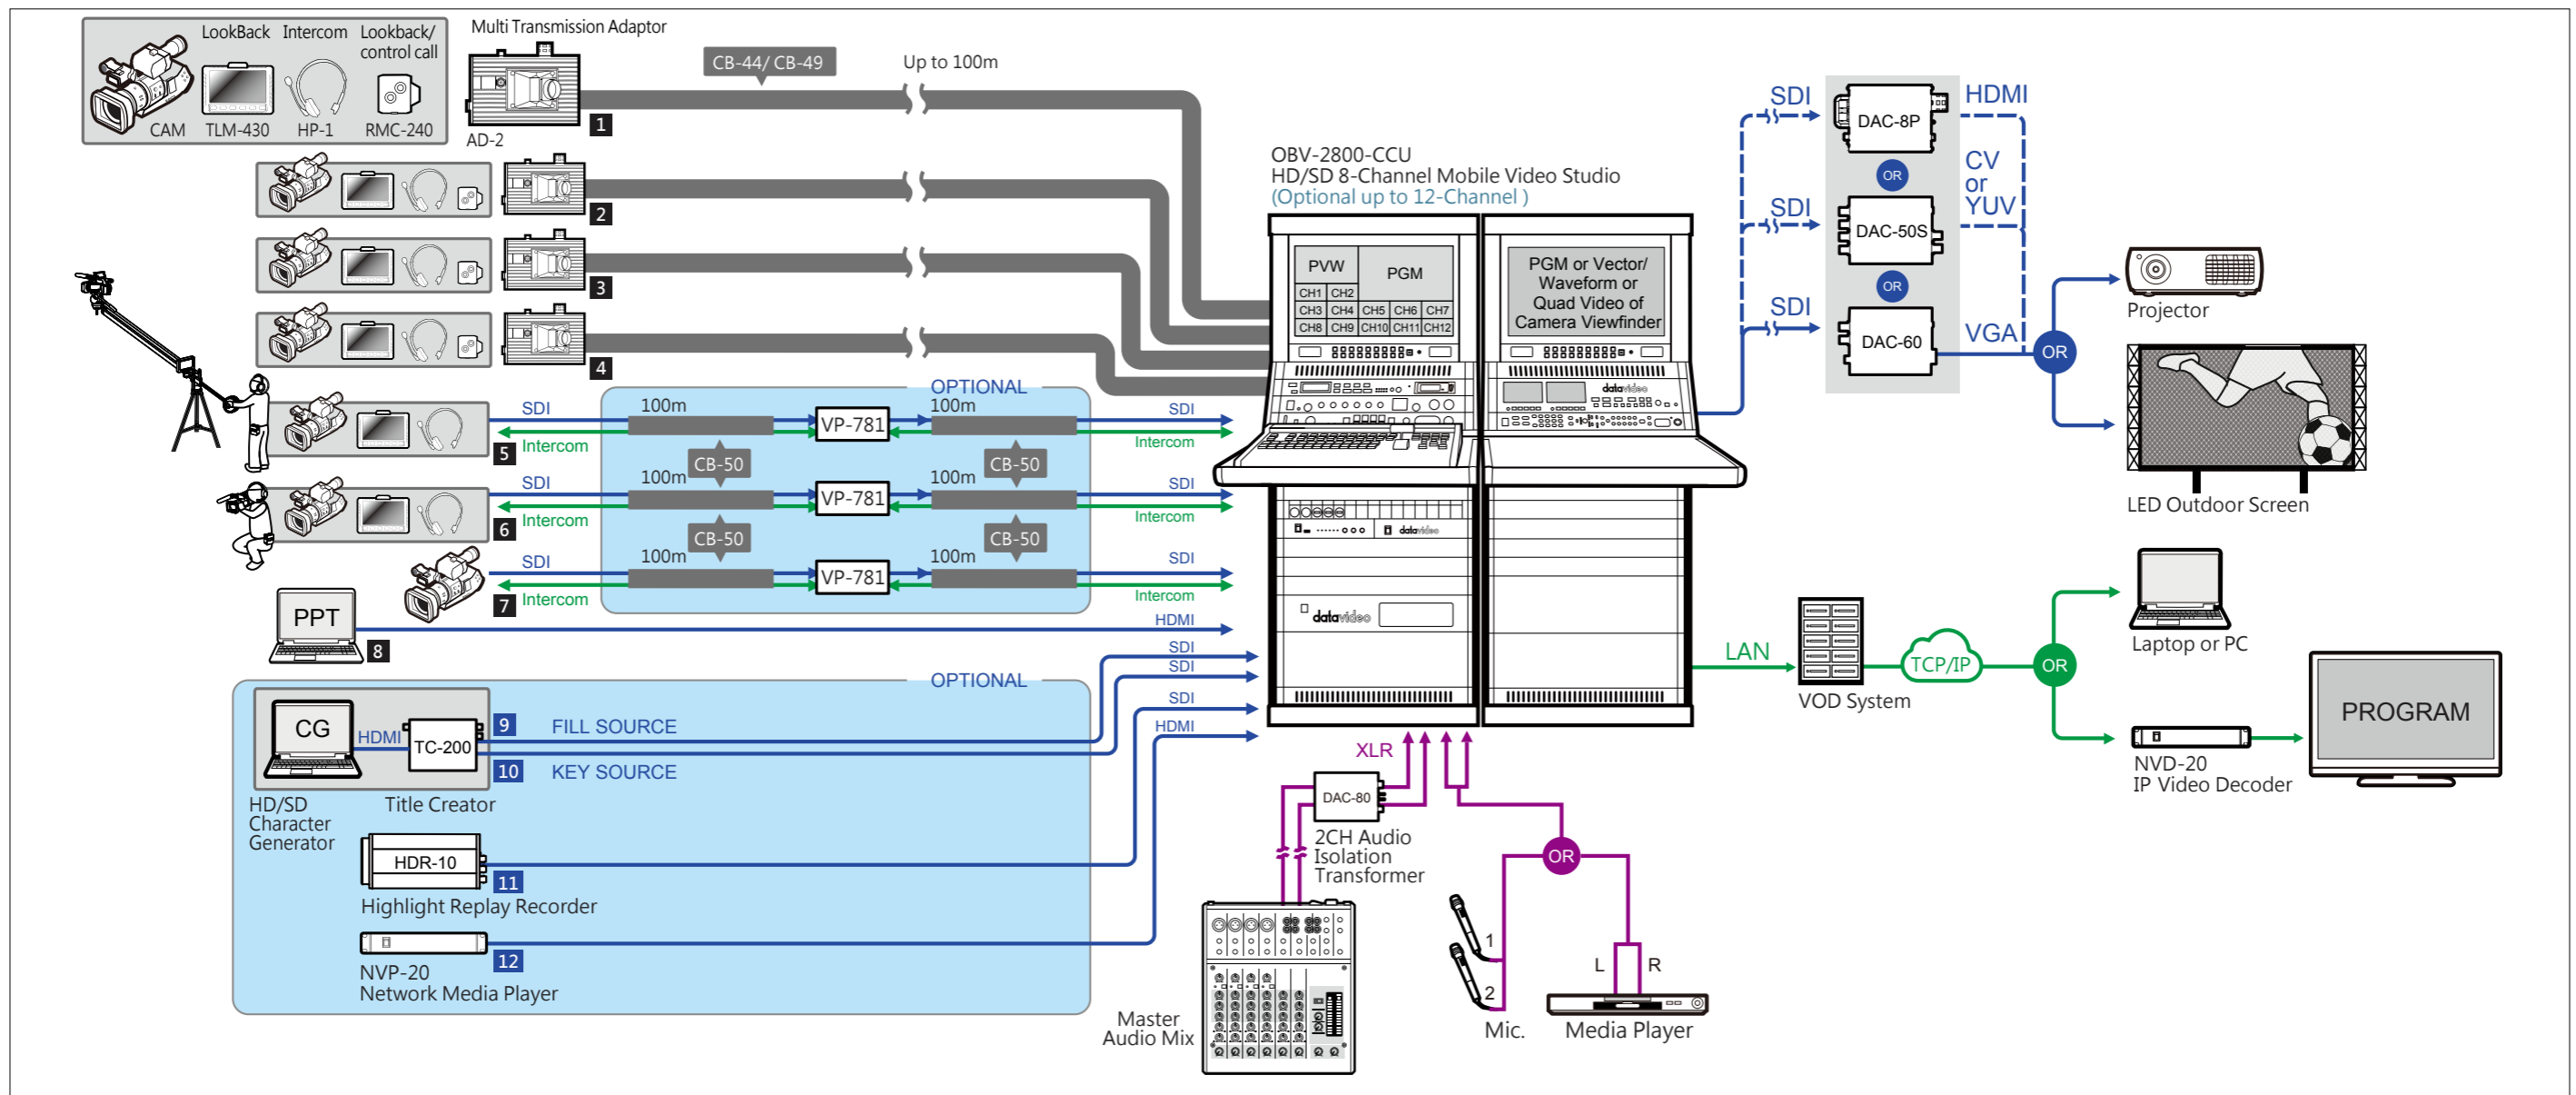 LookBack
Intercom
Lookback/
control call
CAM
TLM-430
HP-1
RMC-240
Multi Transmission Adaptor
AD-2
1
CB-44/ CB-49
Up to 100m
2
3
4
OBV-2800-CCU
HD/SD 8-Channel Mobile Video Studio
(Optional up to 12-Channel )
PVW
PGM
CH1 CH2
CH3 CH4 CH5 CH6 CH7
CH8 CH9 CH10 CH11 CH12
PGM or Vector/
Waveform or
Quad Video of
Camera Viewfinder
datavideo
datavideo
datavideo
OPTIONAL
SDI
100m
VP-781
100m
SDI
5
Intercom
Intercom
CB-50
CB-50
SDI
100m
VP-781
100m
SDI
6
Intercom
Intercom
CB-50
CB-50
SDI
100m
VP-781
100m
SDI
7
Intercom
Intercom
PPT
8
HDMI
SDI
SDI
SDI
HDMI
OPTIONAL
CG
HDMI
TC-200
9
FILL SOURCE
10
KEY SOURCE
HD/SD
Character
Generator
Title Creator
HDR-10
11
Highlight Replay Recorder
12
NVP-20
Network Media Player
SDI
DAC-8P
HDMI
OR
CV
or
YUV
SDI
DAC-50S
OR
SDI
DAC-60
VGA
OR
Projector
LED Outdoor Screen
LAN
VOD System
TCP/IP
OR
Laptop or PC
NVD-20
IP Video Decoder
PROGRAM
XLR
DAC-80
2CH Audio
Isolation
Transformer
OR
Master
Audio Mix
1
2
Mic.
L
R
Media Player